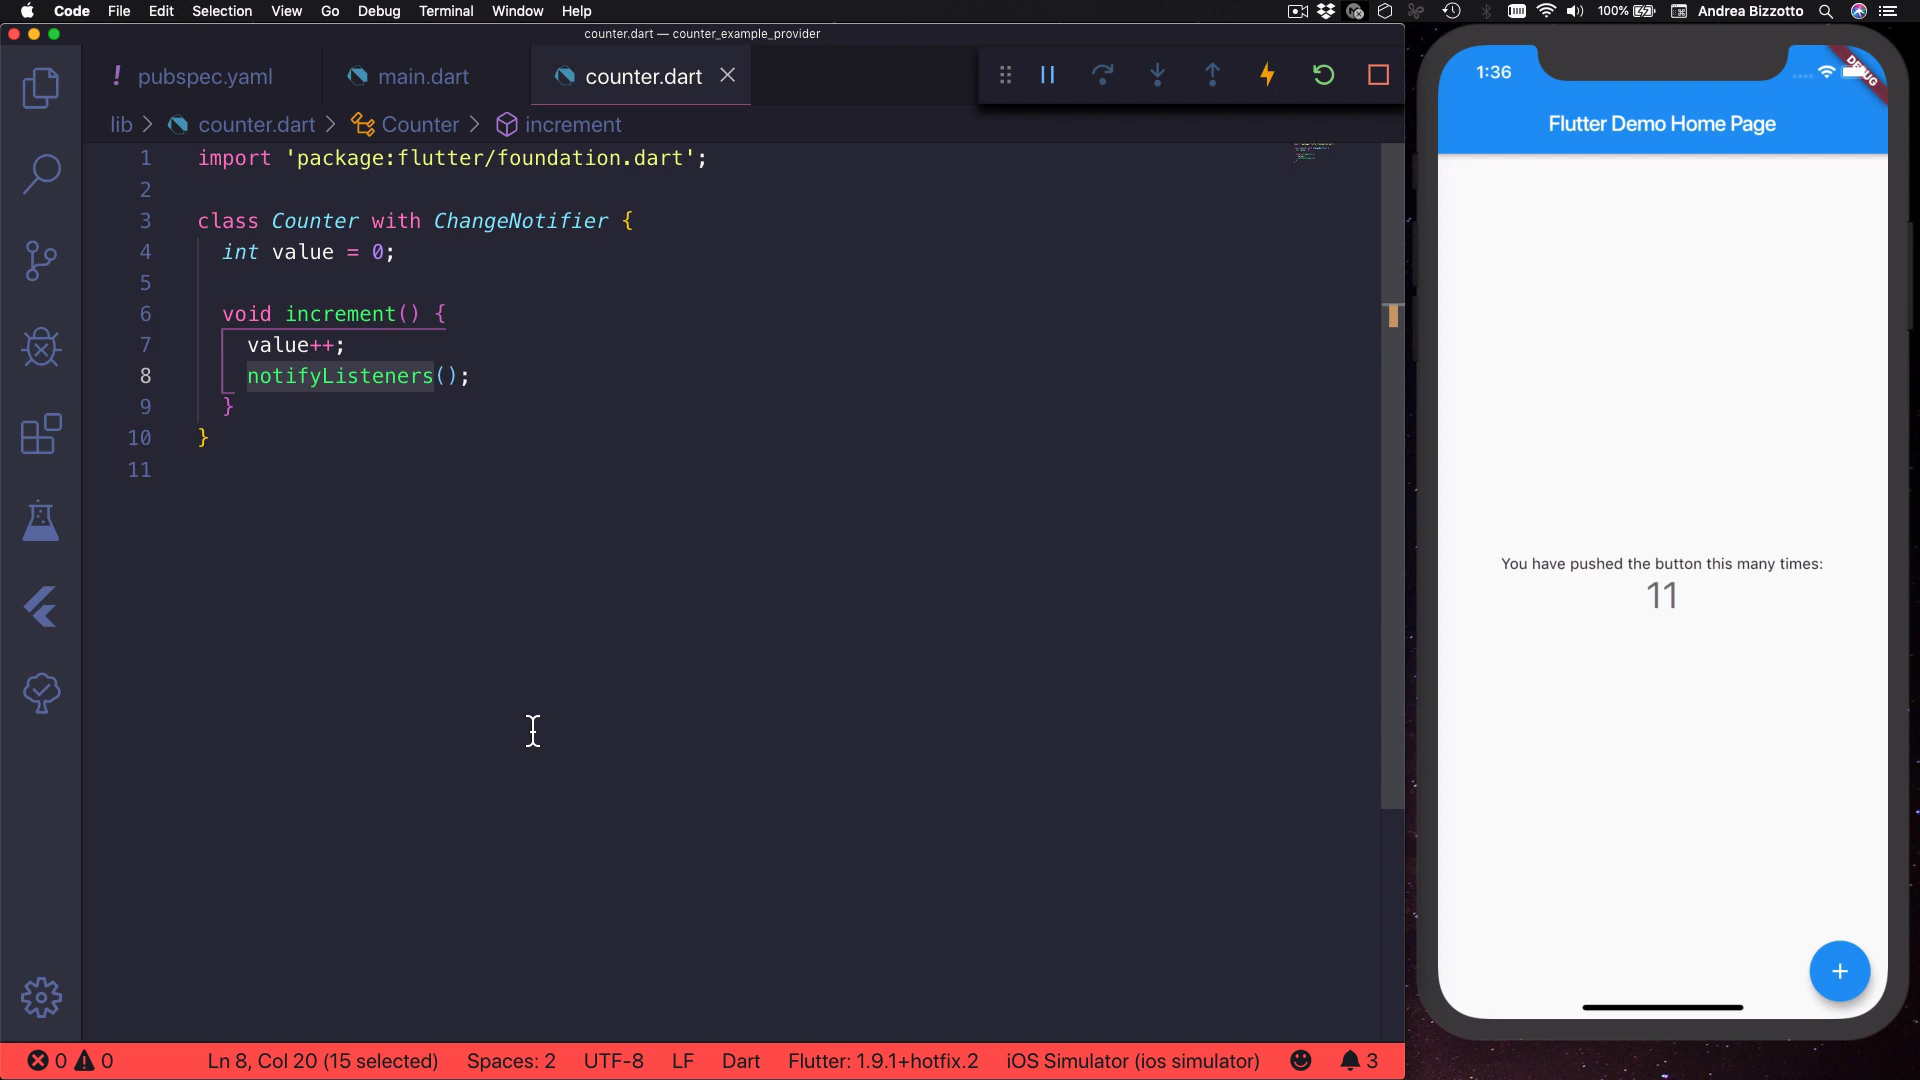 Code File Edit Selection View Go Debug Terminal Window Help 100% Andrea Bizzotto
counter.dart — counter_example_provider
! pubspec.yaml main.dart counter.dart
lib > counter.dart > Counter > increment
1 import 'package:flutter/foundation.dart';
2
3 class Counter with ChangeNotifier {
4 int value = 0;
5
6 void increment() {
7 value++;
8 notifyListeners();
9 }
10 }
11
0 0 Ln 8, Col 20 (15 selected) Spaces: 2 UTF-8 LF Dart Flutter: 1.9.1+hotfix.2 iOS Simulator (ios simulator) 3
1:36
DEBUG
Flutter Demo Home Page
You have pushed the button this many times:
11
+